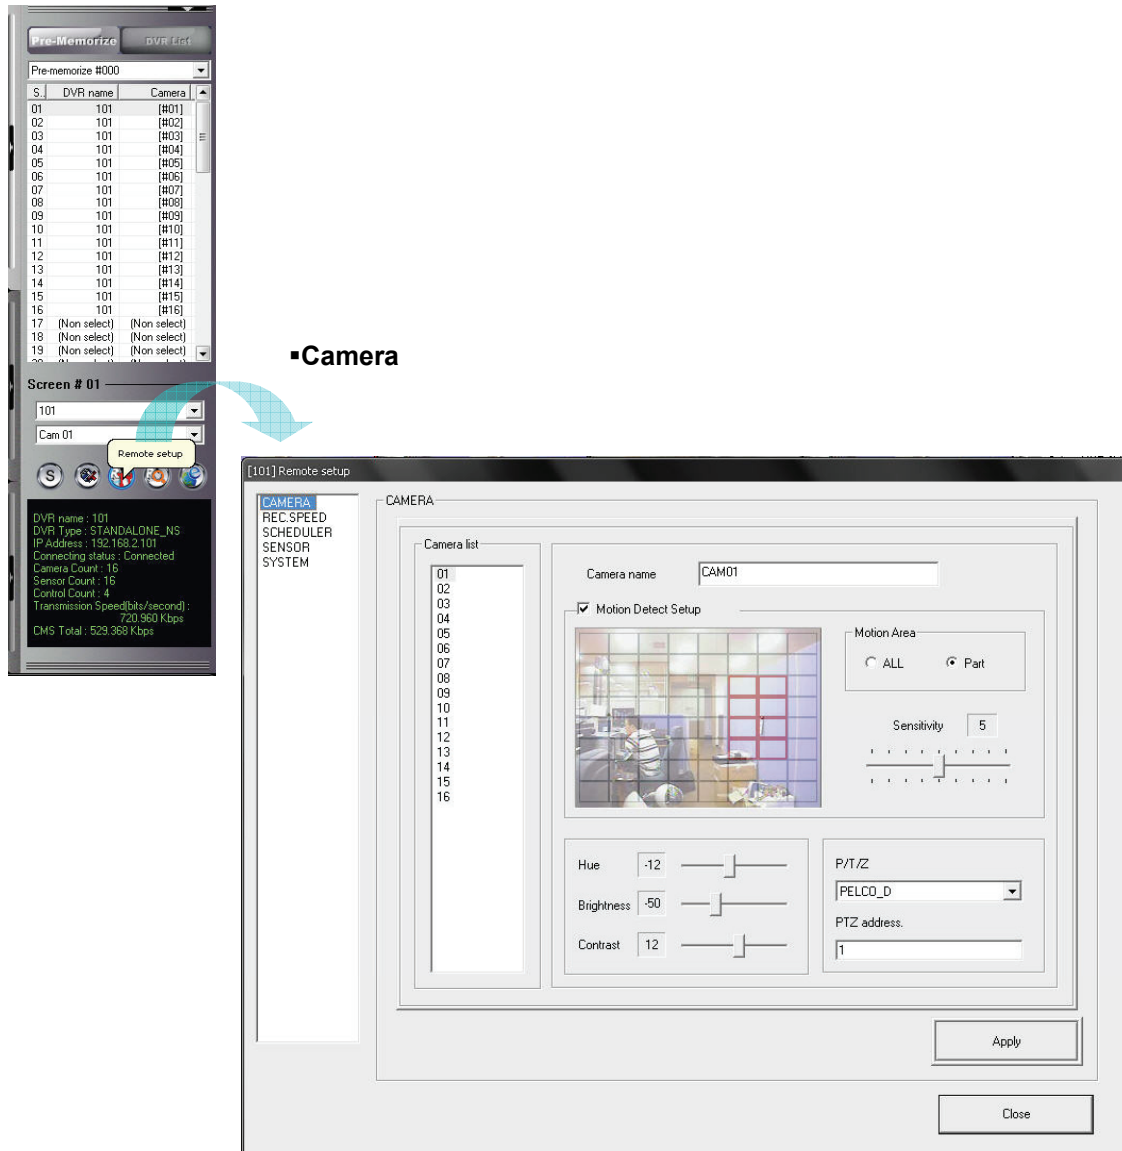 Pre-Memorize DVR List
Pre-memorize #000
S.. DVR name Camera
01 101 [#01]
02 101 [#02]
03 101 [#03]
04 101 [#04]
05 101 [#05]
06 101 [#06]
07 101 [#07]
08 101 [#08]
09 101 [#09]
10 101 [#10]
11 101 [#11]
12 101 [#12]
13 101 [#13]
14 101 [#14]
15 101 [#15]
16 101 [#16]
17 (Non select) (Non select)
18 (Non select) (Non select)
19 (Non select) (Non select)
Screen # 01
101
Cam 01
Remote setup
S
DVR name : 101
DVR Type : STANDALONE_NS
IP Address : 192.168.2.101
Connecting status : Connected
Camera Count : 16
Sensor Count : 16
Control Count : 4
Transmission Speed(bits/second) :
720.960 Kbps
CMS Total : 529.368 Kbps
▪Camera
[101] Remote setup
CAMERA
REC.SPEED
SCHEDULER
SENSOR
SYSTEM
CAMERA
Camera list
01
02
03
04
05
06
07
08
09
10
11
12
13
14
15
16
Camera name CAM01
Motion Detect Setup
Motion Area
ALL Part
Sensitivity 5
Hue -12
Brightness -50
Contrast 12
P/T/Z
PELCO_D
PTZ address.
1
Apply
Close